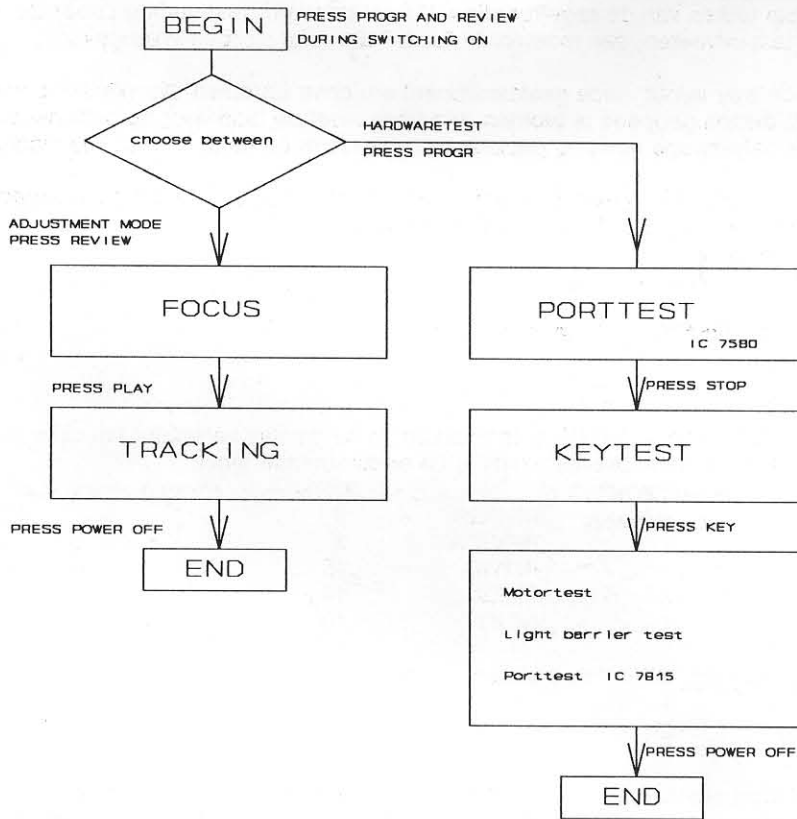 BEGIN
PRESS PROGR AND REVIEW
DURING SWITCHING ON
choose between
HARDWARETEST
PRESS PROGR
ADJUSTMENT MODE
PRESS REVIEW
FOCUS
PORTTEST
IC 7580
PRESS PLAY
PRESS STOP
TRACKING
KEYTEST
PRESS POWER OFF
PRESS KEY
END
Motortest
Light barrier test
Porttest IC 7815
PRESS POWER OFF
END